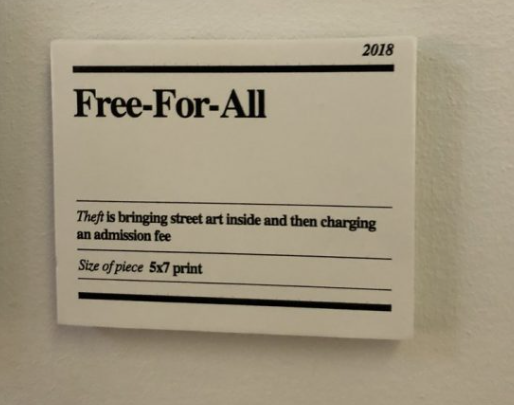 2018
Free-For-All
Theft is bringing street art inside and then charging
an admission fee
Size of piece 5x7 print